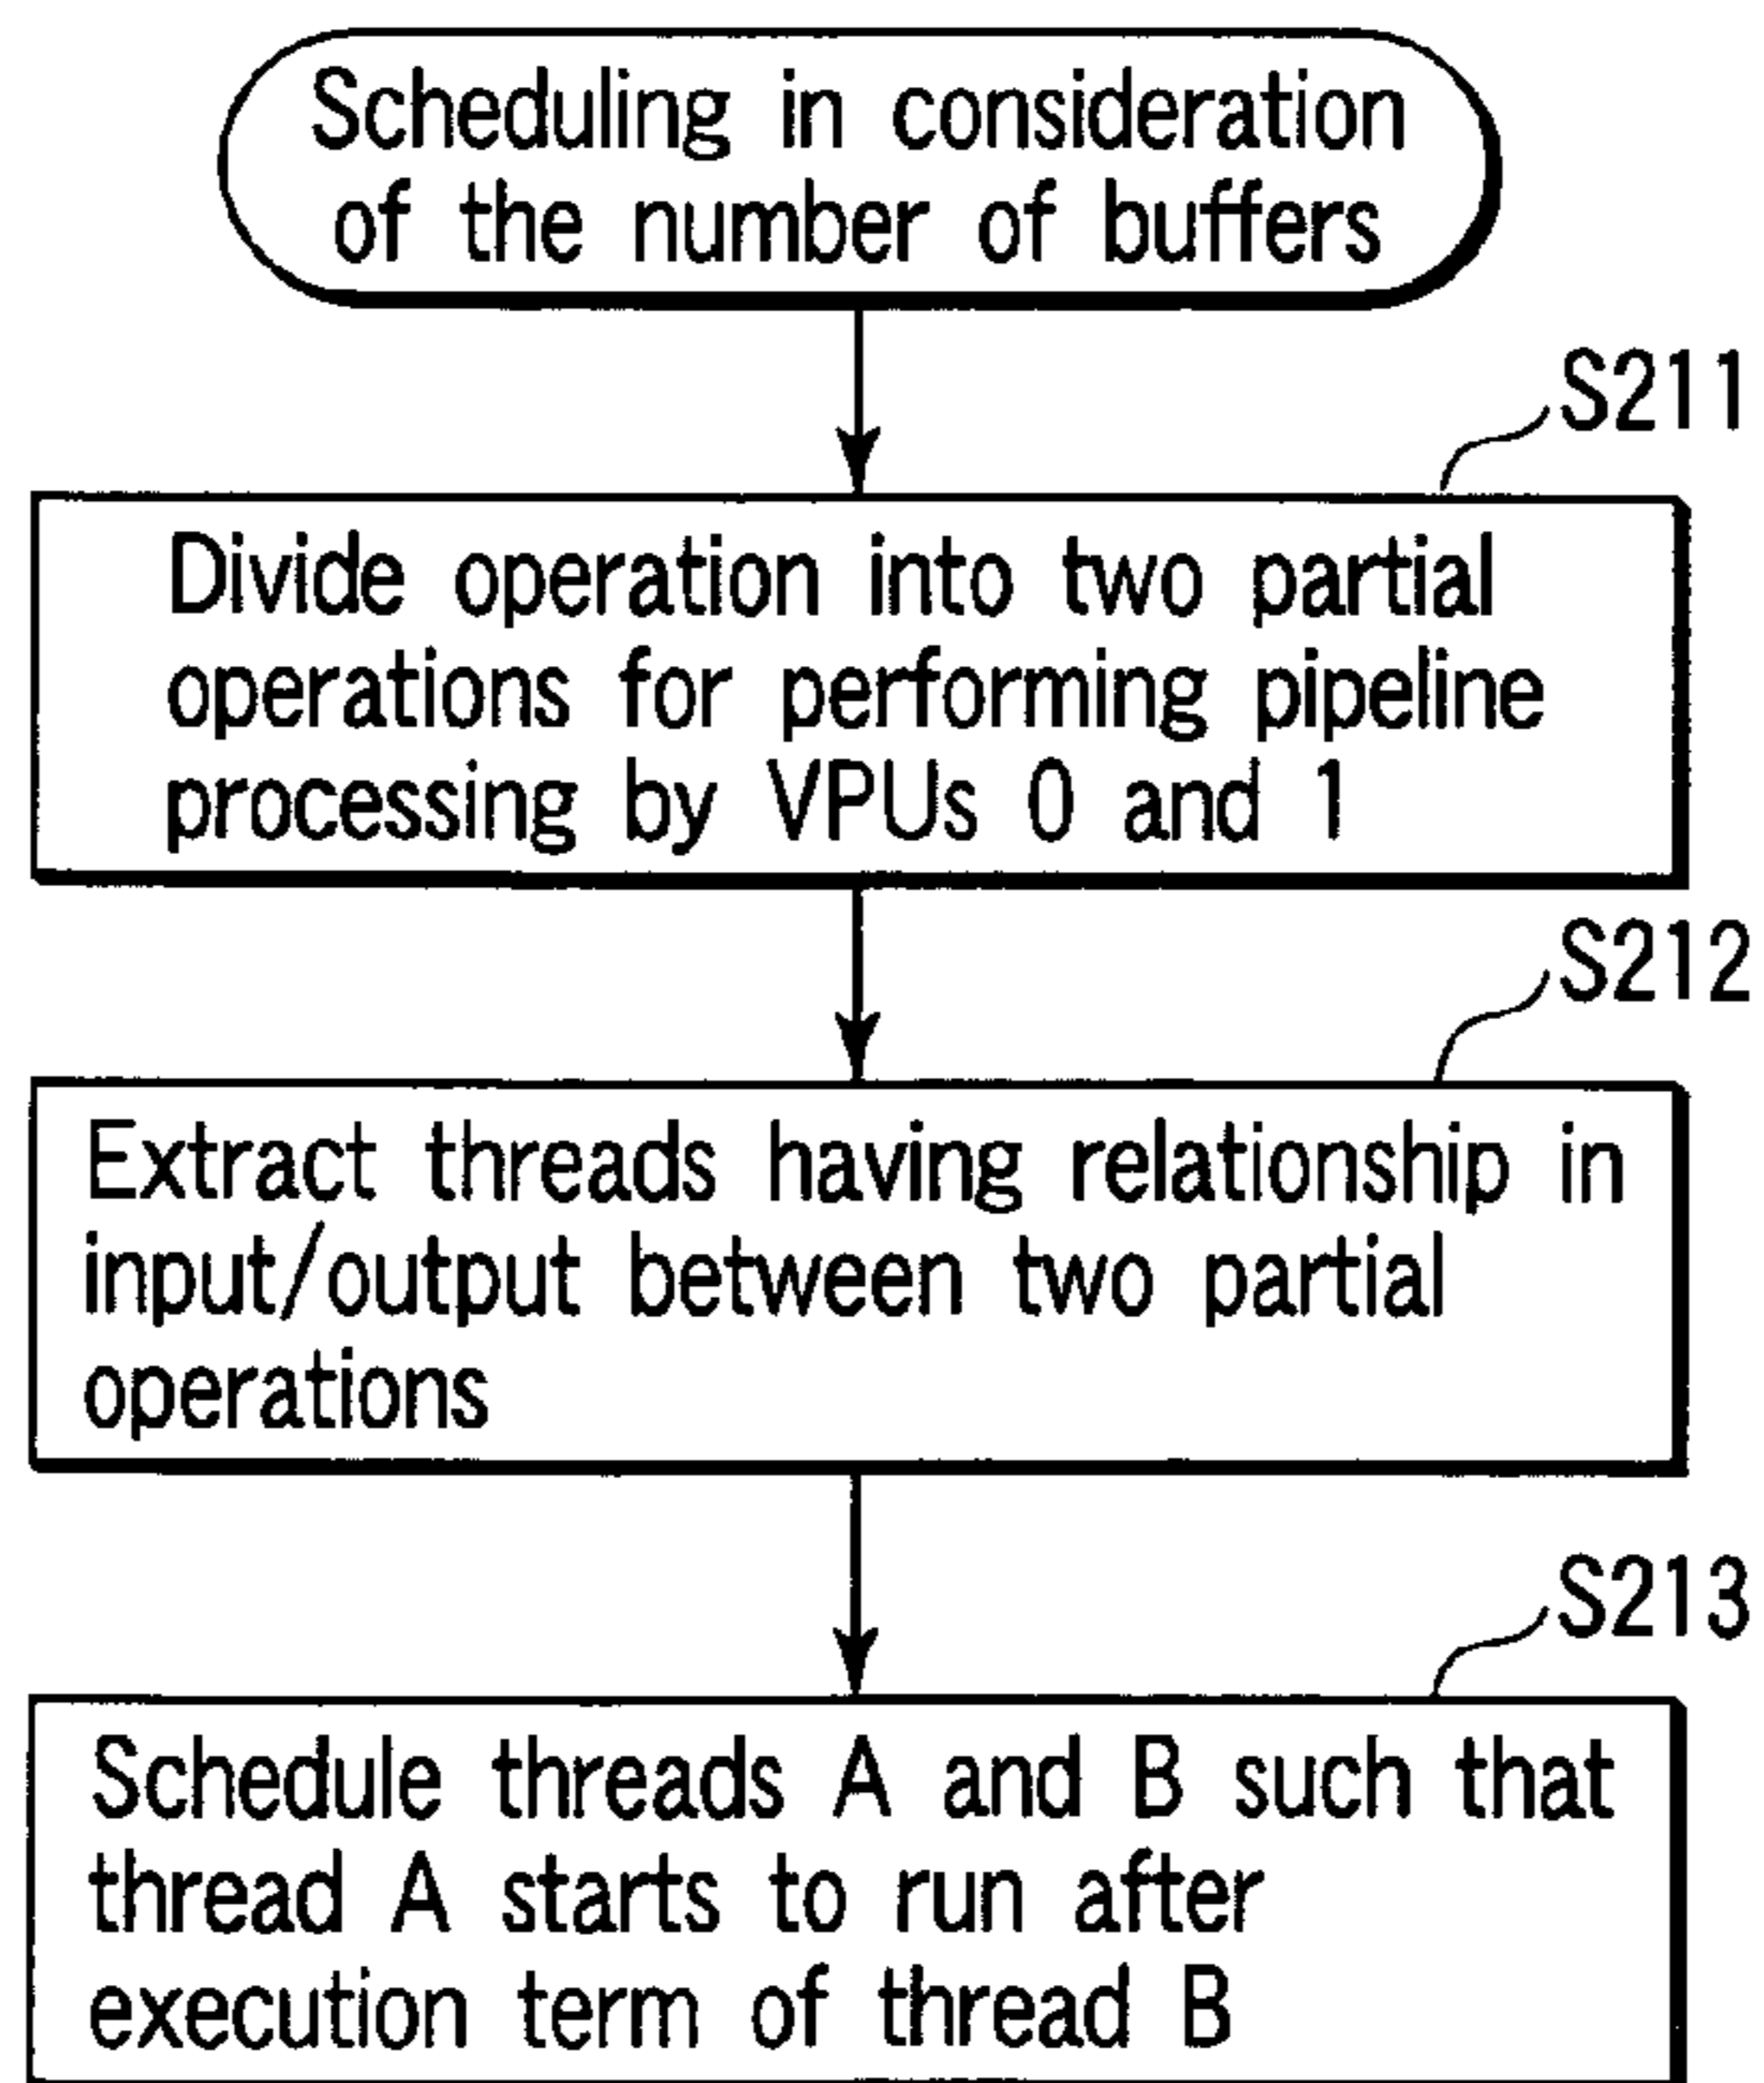 Scheduling in consideration
of the number of buffers
S211
Divide operation into two partial
operations for performing pipeline
processing by VPUs 0 and 1
S212
Extract threads having relationship in
input/output between two partial
operations
S213
Schedule threads A and B such that
thread A starts to run after
execution term of thread B